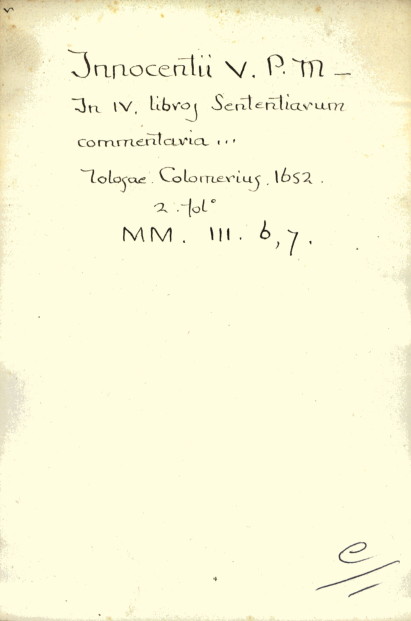 Innocentii V. P. M —
In IV. libros Sententiarum
commentaria ...
Tolosae. Colomerius, 1652.
2. fol°
MM. III. 6, 7.
e